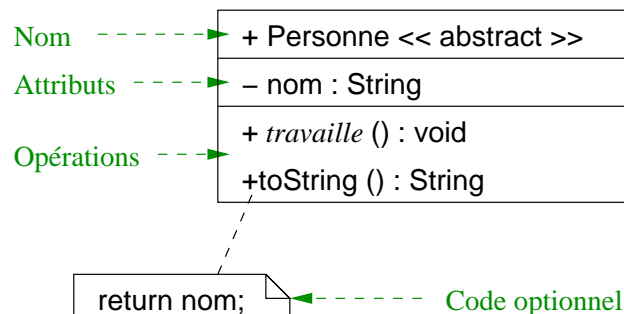 Nom + Personne << abstract >>
Attributs − nom : String
+ travaille () : void
Opérations
+toString () : String
return nom; Code optionnel